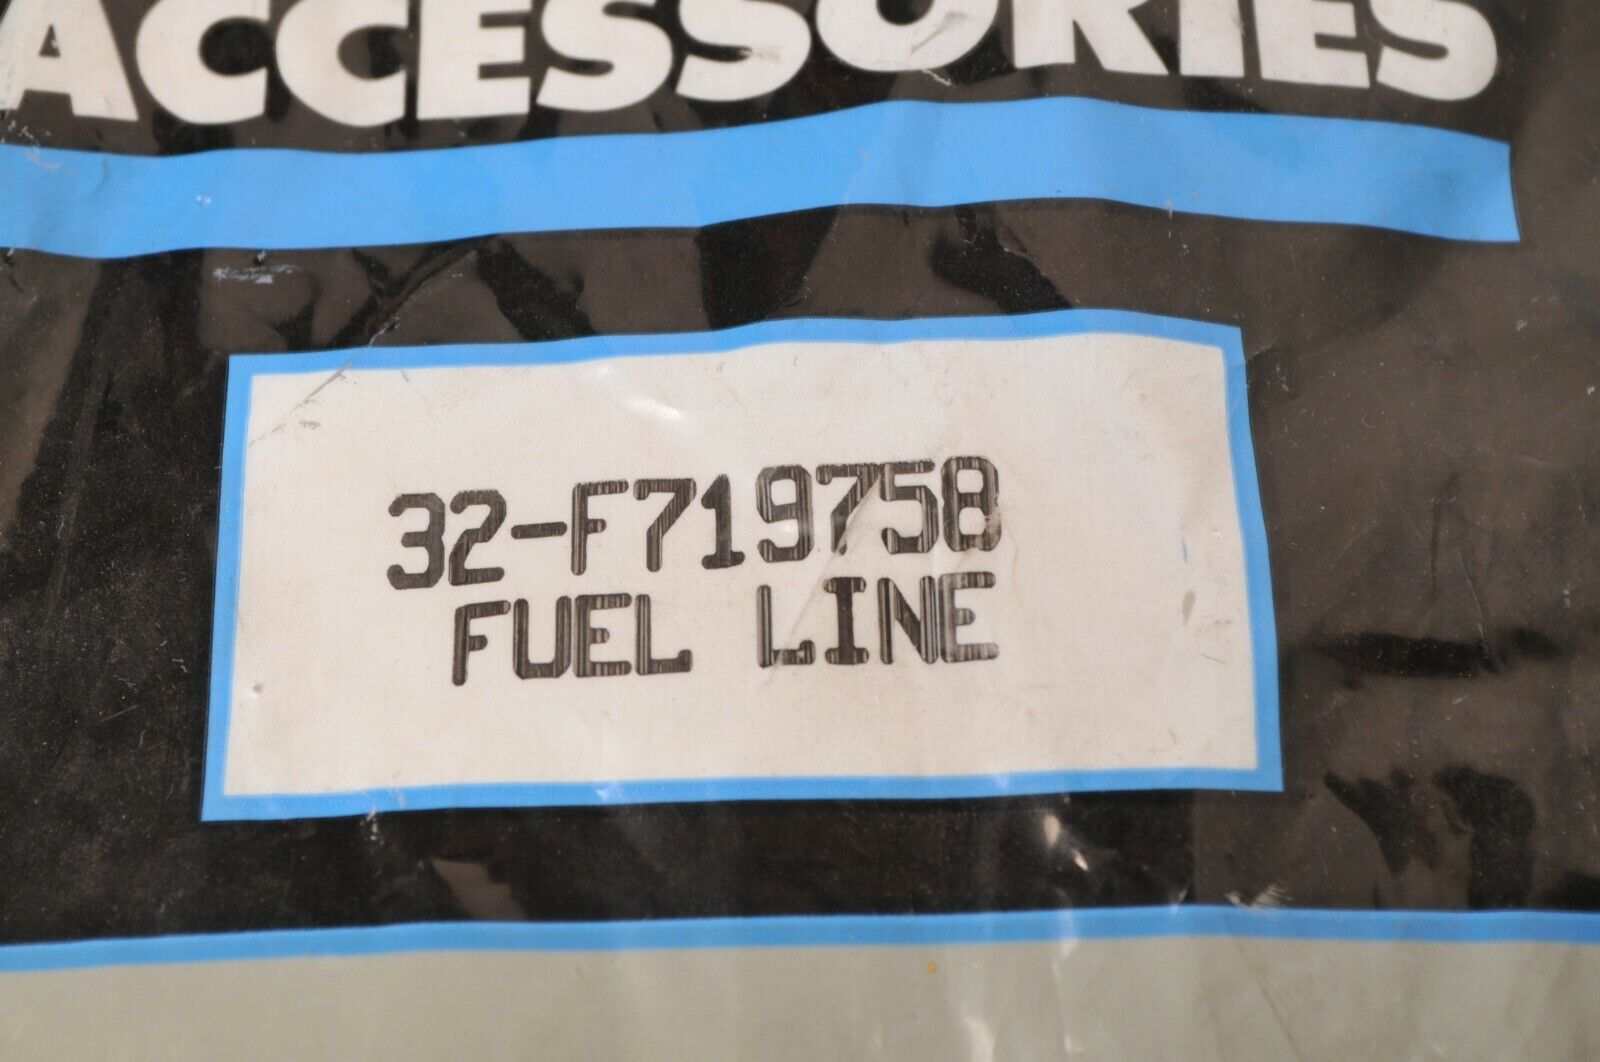 ACCESSORIES
32-F719758
FUEL LINE